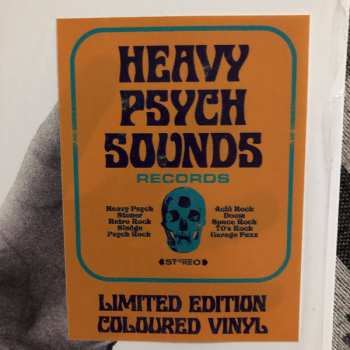 HEAVY
PSYCH
SOUNDS
RECORDS
Heavy Psych
Stoner
Retro Rock
Sludge
Psych Rock
Acid Rock
Doom
Space Rock
70's Rock
Garage Fuzz
STEREO
LIMITED EDITION
COLOURED VINYL